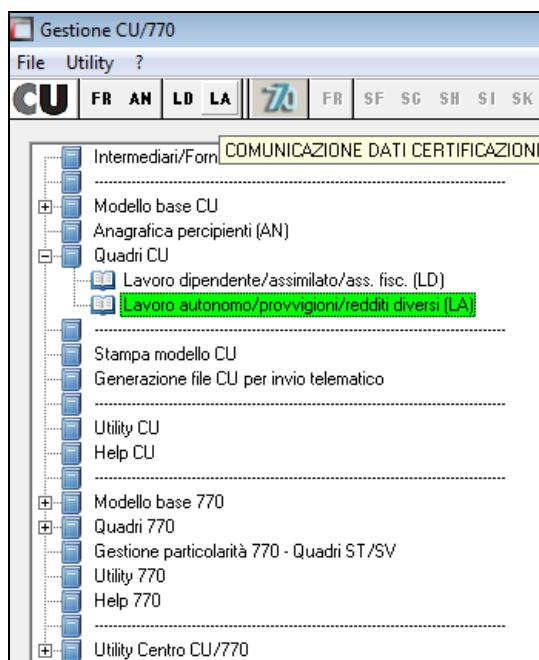 Gestione CU/770
File Utility ?
CU FR AN LD LA 770 FR SF SG SH SI SK
COMUNICAZIONE DATI CERTIFICAZIONI
Intermediari/Forn
--------------------------------------------------------------------------------
Modello base CU
Anagrafica percipienti (AN)
Quadri CU
Lavoro dipendente/assimilato/ass. fisc. (LD)
Lavoro autonomo/provvigioni/redditi diversi (LA)
--------------------------------------------------------------------------------
Stampa modello CU
Generazione file CU per invio telematico
--------------------------------------------------------------------------------
Utility CU
Help CU
--------------------------------------------------------------------------------
Modello base 770
Quadri 770
Gestione particolarità 770 - Quadri ST/SV
Utility 770
Help 770
--------------------------------------------------------------------------------
Utility Centro CU/770